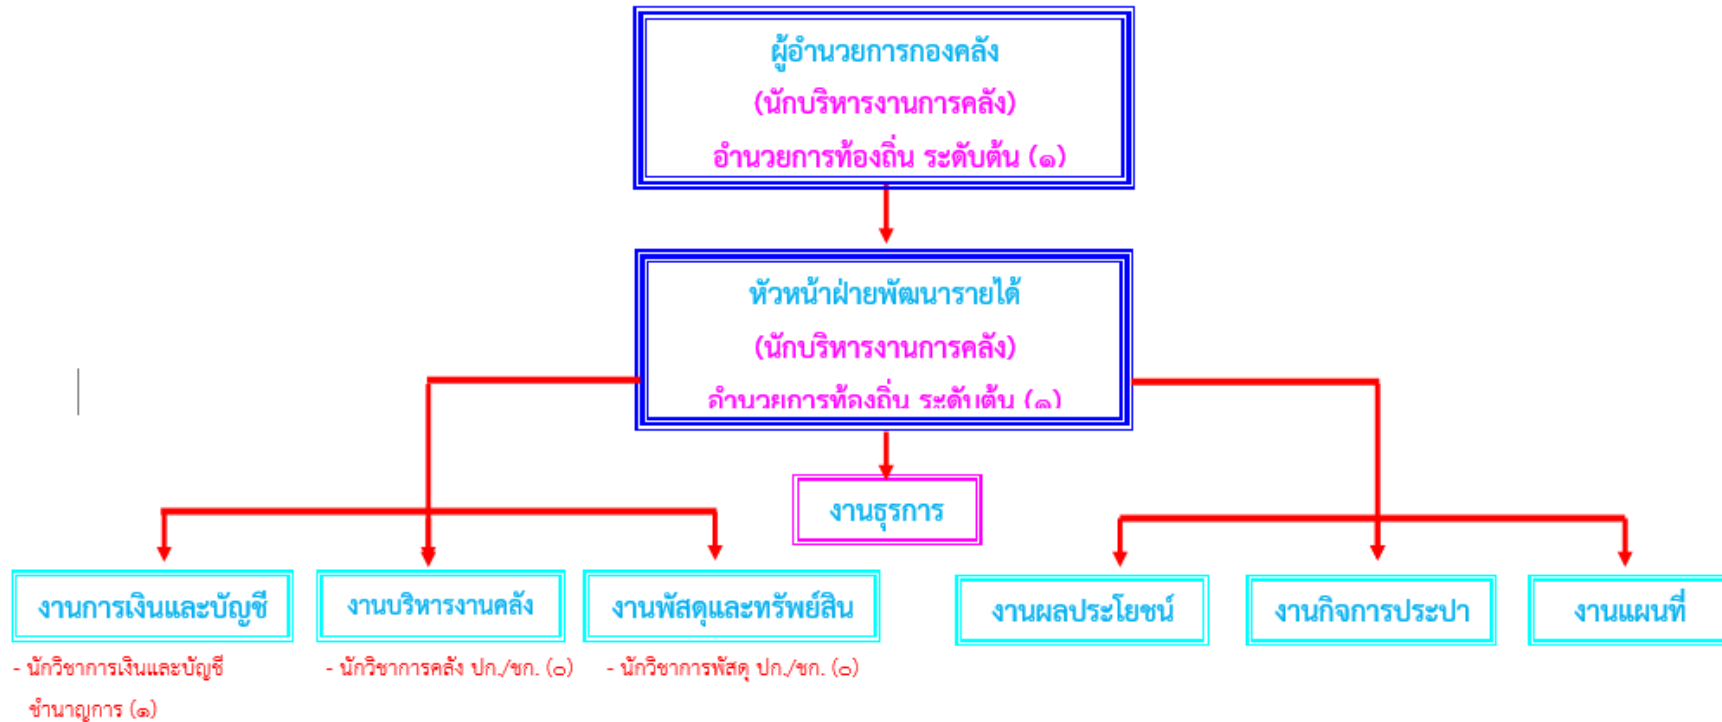 ผู้อำนวยการกองคลัง
(นักบริหารงานการคลัง)
อำนวยการท้องถิ่น ระดับต้น (๑)
หัวหน้าฝ่ายพัฒนารายได้
(นักบริหารงานการคลัง)
อำนวยการท้องถิ่น ระดับต้น (๑)
งานธุรการ
งานการเงินและบัญชี
งานบริหารงานคลัง
งานพัสดุและทรัพย์สิน
งานผลประโยชน์
งานกิจการประปา
งานแผนที่
- นักวิชาการเงินและบัญชี
ชำนาญการ (๑)
- นักวิชาการคลัง ปก./ชก. (๐)
- นักวิชาการพัสดุ ปก./ชก. (๐)